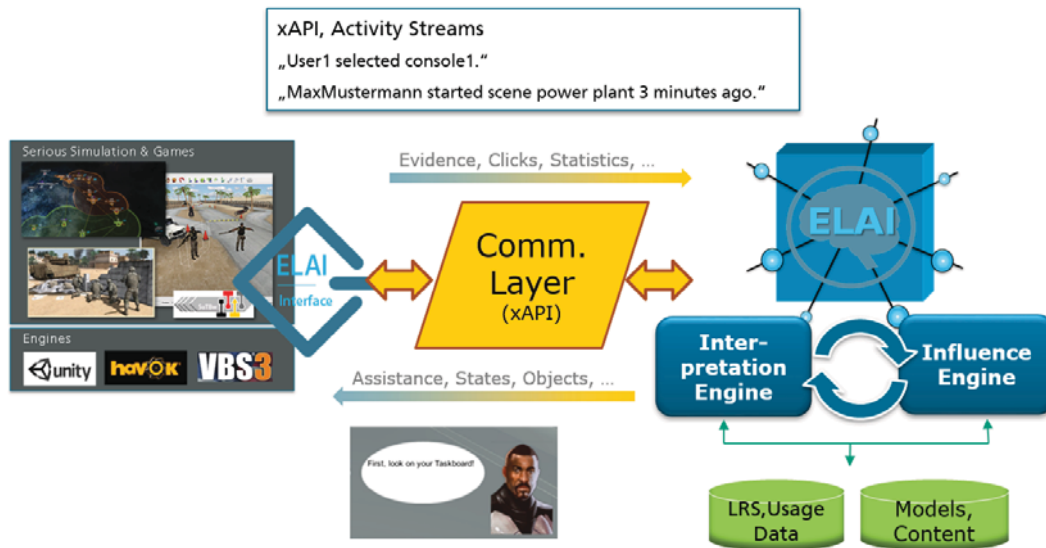 xAPI, Activity Streams
„User1 selected console1.“
„MaxMustermann started scene power plant 3 minutes ago.“
Serious Simulation & Games
Evidence, Clicks, Statistics, ...
ELAI
Interface
Comm.
Layer
(xAPI)
ELAI
Engines
unity
havOK
VBS3
Assistance, States, Objects, ...
Inter-
pretation
Engine
Influence
Engine
First, look on your Taskboard!
LRS,Usage
Data
Models,
Content